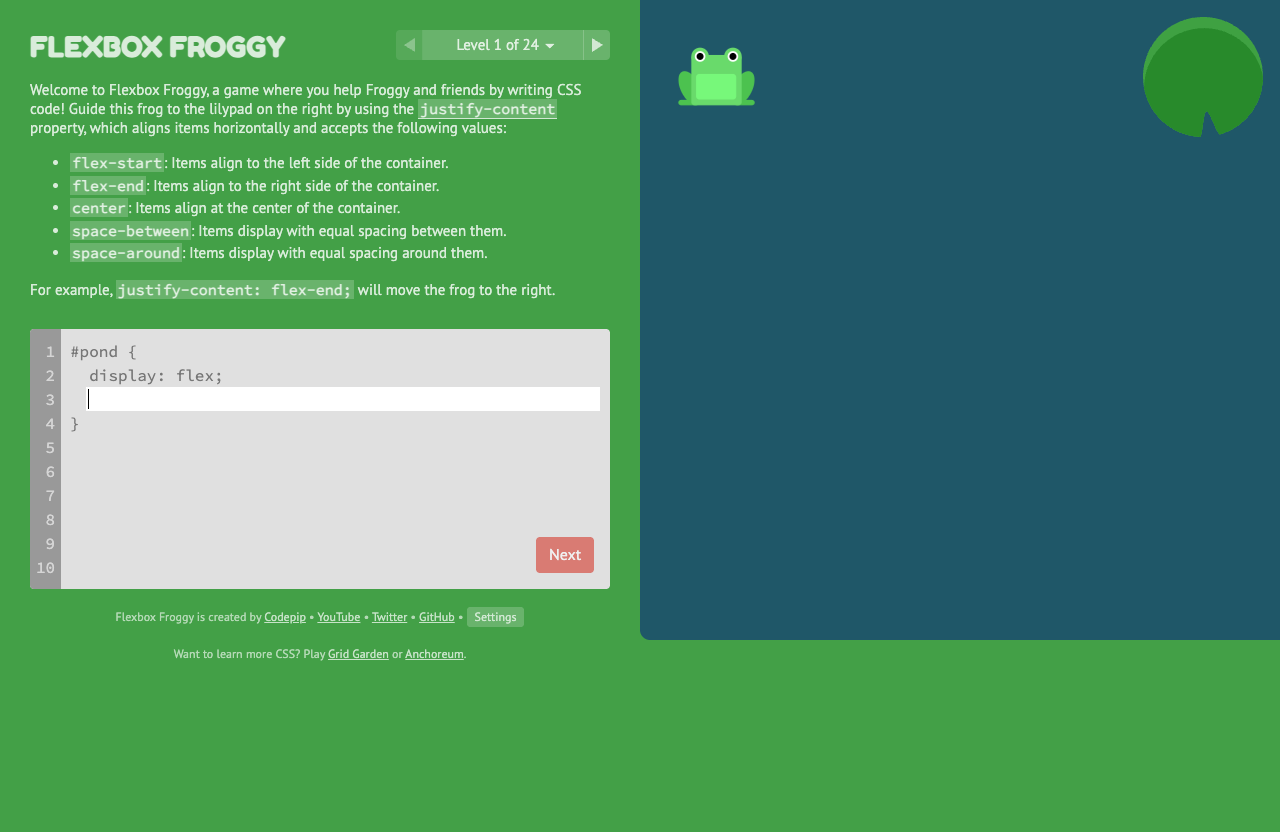 FLEXBOX FROGGY
Level 1 of 24
Welcome to Flexbox Froggy, a game where you help Froggy and friends by writing CSS
code! Guide this frog to the lilypad on the right by using the justify-content
property, which aligns items horizontally and accepts the following values:
• flex-start: Items align to the left side of the container.
• flex-end: Items align to the right side of the container.
• center: Items align at the center of the container.
• space-between: Items display with equal spacing between them.
• space-around: Items display with equal spacing around them.
For example, justify-content: flex-end; will move the frog to the right.
1 #pond {
2 display: flex;
3
4 }
5
6
7
8
9
10
Next
Flexbox Froggy is created by Codepip • YouTube • Twitter • GitHub • Settings
Want to learn more CSS? Play Grid Garden or Anchoreum.